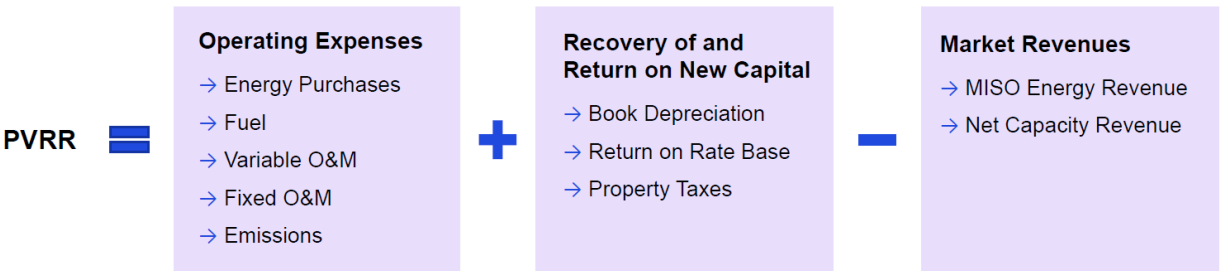 PVRR
Operating Expenses
→ Energy Purchases
→ Fuel
→ Variable O&M
→ Fixed O&M
→ Emissions
+
Recovery of and
Return on New Capital
→ Book Depreciation
→ Return on Rate Base
→ Property Taxes
−
Market Revenues
→ MISO Energy Revenue
→ Net Capacity Revenue